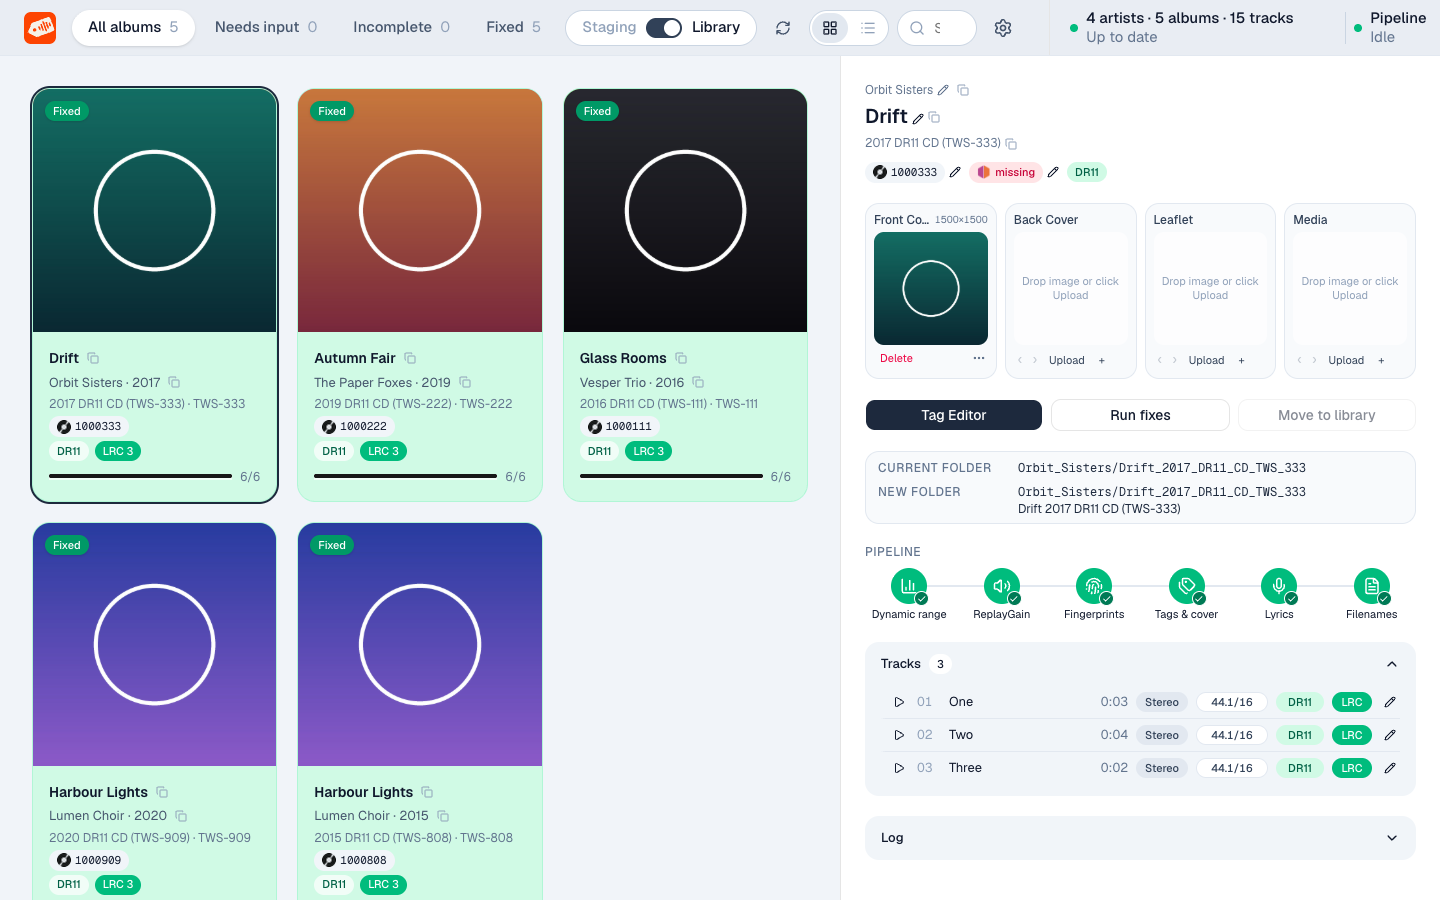 All albums 5
Needs input 0
Incomplete 0
Fixed 5
Staging
Library
4 artists · 5 albums · 15 tracks
Up to date
Pipeline
Idle
Fixed
Drift
Orbit Sisters · 2017
2017 DR11 CD (TWS-333) · TWS-333
1000333
DR11 LRC 3
6/6
Fixed
Autumn Fair
The Paper Foxes · 2019
2019 DR11 CD (TWS-222) · TWS-222
1000222
DR11 LRC 3
6/6
Fixed
Glass Rooms
Vesper Trio · 2016
2016 DR11 CD (TWS-111) · TWS-111
1000111
DR11 LRC 3
6/6
Fixed
Harbour Lights
Lumen Choir · 2020
2020 DR11 CD (TWS-909) · TWS-909
1000909
DR11 LRC 3
Fixed
Harbour Lights
Lumen Choir · 2015
2015 DR11 CD (TWS-808) · TWS-808
1000808
DR11 LRC 3
Orbit Sisters
Drift
2017 DR11 CD (TWS-333)
1000333 missing DR11
Front Co... 1500×1500
Delete ...
Back Cover
Drop image or click
Upload
‹ › Upload +
Leaflet
Drop image or click
Upload
‹ › Upload +
Media
Drop image or click
Upload
‹ › Upload +
Tag Editor
Run fixes
Move to library
CURRENT FOLDER Orbit_Sisters/Drift_2017_DR11_CD_TWS_333
NEW FOLDER Orbit_Sisters/Drift_2017_DR11_CD_TWS_333
Drift 2017 DR11 CD (TWS-333)
PIPELINE
Dynamic range
ReplayGain
Fingerprints
Tags & cover
Lyrics
Filenames
Tracks 3
01 One 0:03 Stereo 44.1/16 DR11 LRC
02 Two 0:04 Stereo 44.1/16 DR11 LRC
03 Three 0:02 Stereo 44.1/16 DR11 LRC
Log